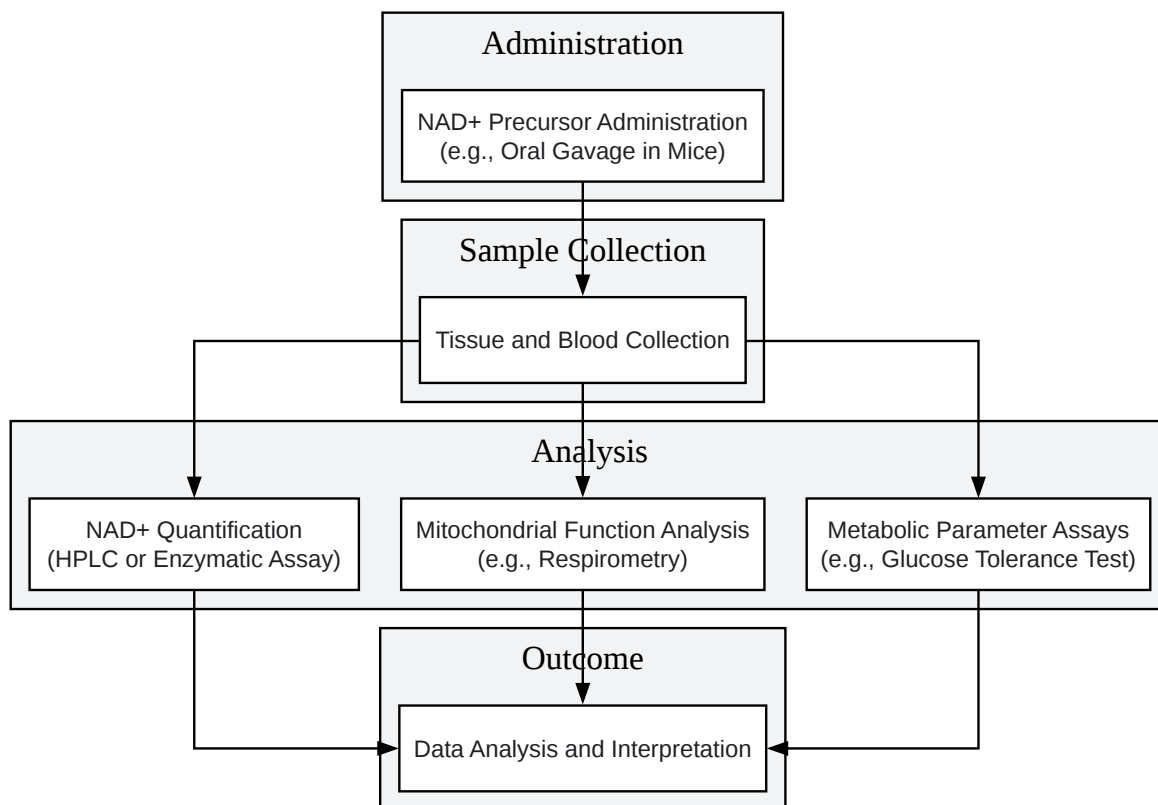 Administration
NAD+ Precursor Administration
(e.g., Oral Gavage in Mice)
Sample Collection
Tissue and Blood Collection
Analysis
NAD+ Quantification
(HPLC or Enzymatic Assay)
Mitochondrial Function Analysis
(e.g., Respirometry)
Metabolic Parameter Assays
(e.g., Glucose Tolerance Test)
Outcome
Data Analysis and Interpretation